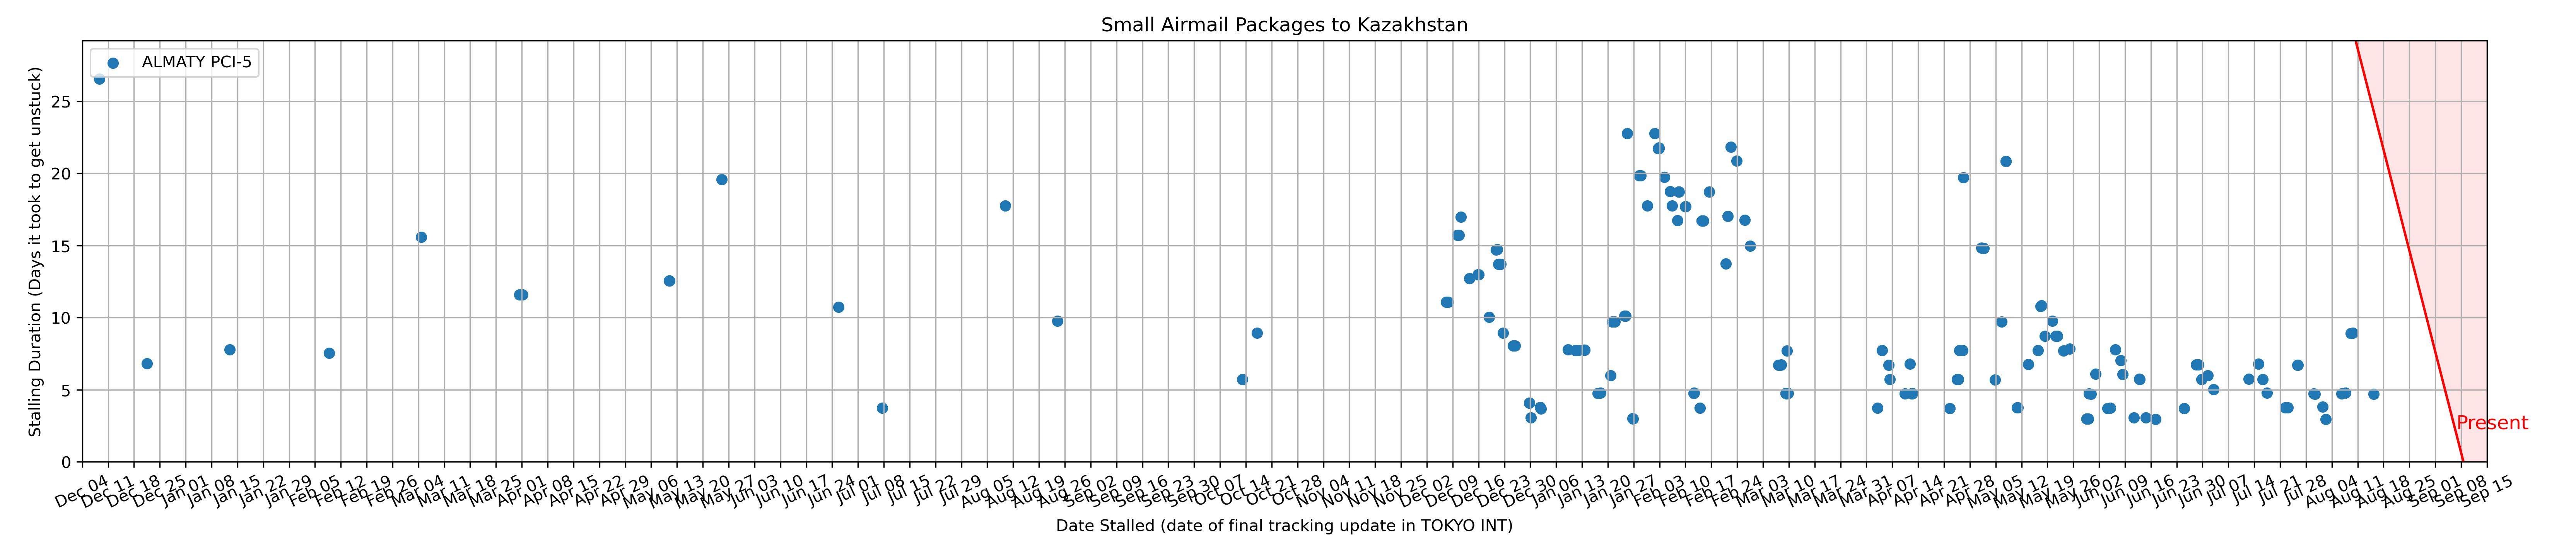 Small Airmail Packages to Kazakhstan
ALMATY PCI-5
Stalling Duration (Days it took to get unstuck)
25
20
15
10
5
0
Present
Dec 04 Dec 11 Dec 18 Dec 25 Jan 01 Jan 08 Jan 15 Jan 22 Jan 29 Feb 05 Feb 12 Feb 19 Feb 26 Mar 04 Mar 11 Mar 18 Mar 25 Apr 01 Apr 08 Apr 15 Apr 22 Apr 29 May 06 May 13 May 20 May 27 Jun 03 Jun 10 Jun 17 Jun 24 Jul 01 Jul 08 Jul 15 Jul 22 Jul 29 Aug 05 Aug 12 Aug 19 Aug 26 Sep 02 Sep 09 Sep 16 Sep 23 Sep 30 Oct 07 Oct 14 Oct 21 Oct 28 Nov 04 Nov 11 Nov 18 Nov 25 Dec 02 Dec 09 Dec 16 Dec 23 Dec 30 Jan 06 Jan 13 Jan 20 Jan 27 Feb 03 Feb 10 Feb 17 Feb 24 Mar 03 Mar 10 Mar 17 Mar 24 Mar 31 Apr 07 Apr 14 Apr 21 Apr 28 May 05 May 12 May 19 May 26 Jun 02 Jun 09 Jun 16 Jun 23 Jun 30 Jul 07 Jul 14 Jul 21 Jul 28 Aug 04 Aug 11 Aug 18 Aug 25 Sep 01 Sep 08 Sep 15
Date Stalled (date of final tracking update in TOKYO INT)